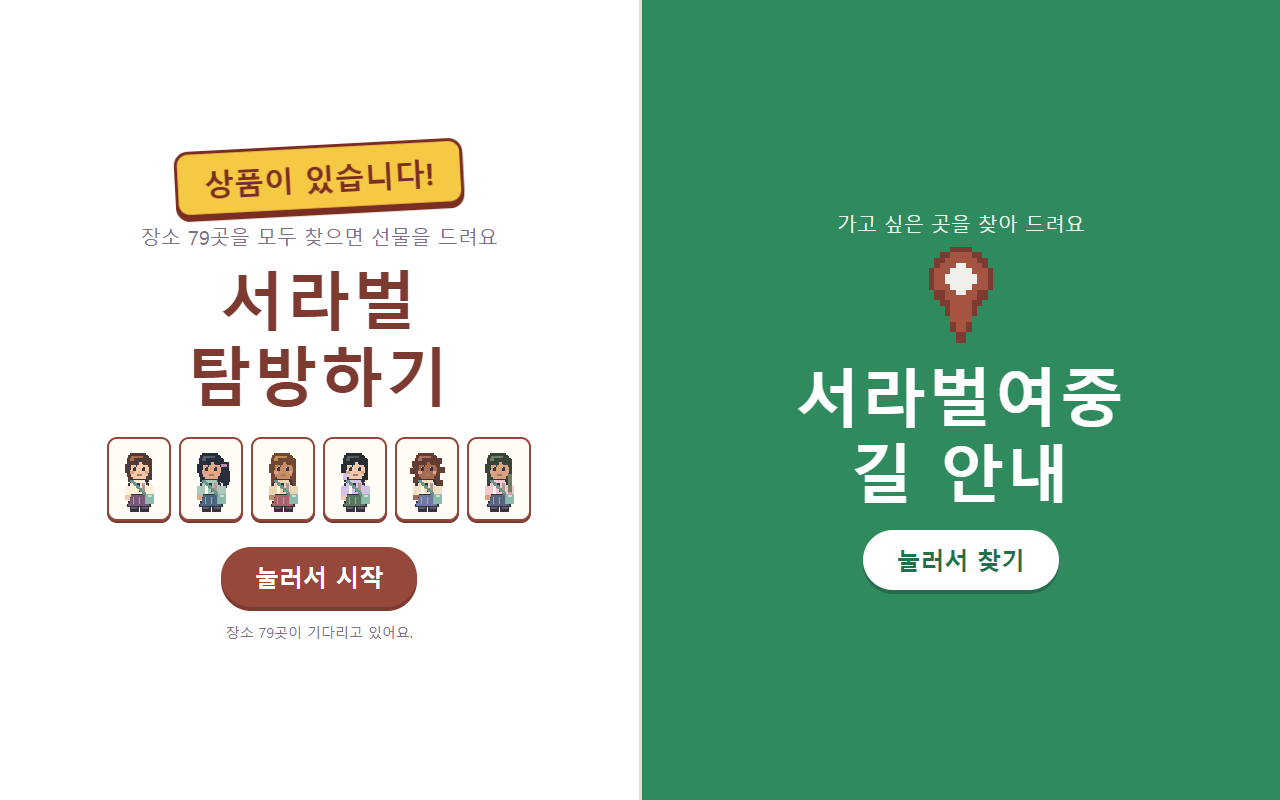 상품이 있습니다!
장소 79곳을 모두 찾으면 선물을 드려요
서라벌
탐방하기
눌러서 시작
장소 79곳이 기다리고 있어요.
가고 싶은 곳을 찾아 드려요
서라벌여중
길 안내
눌러서 찾기